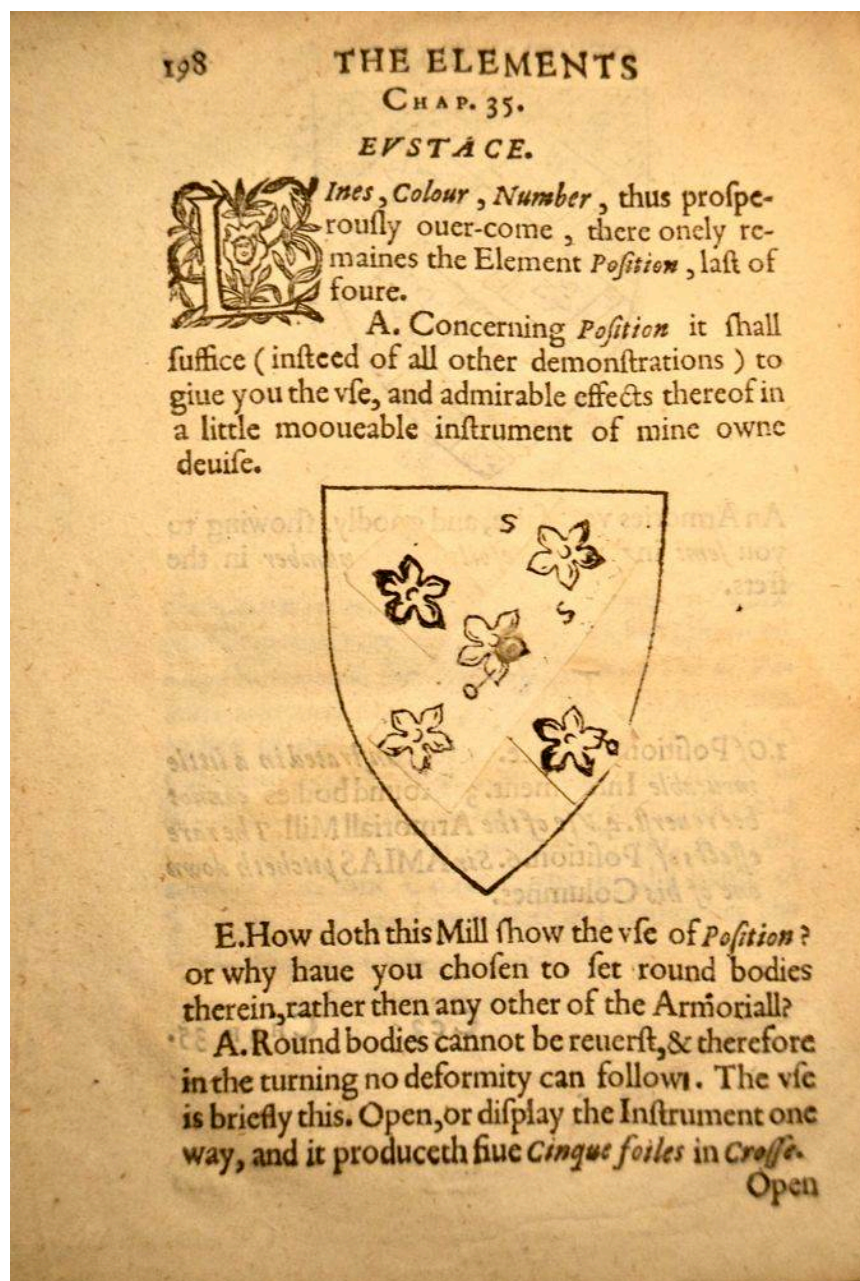 198 THE ELEMENTS
CHAP. 35.
EVSTACE.
LInes, Colour, Number, thus proſpe-
rouſly ouer-come, there onely re-
maines the Element Poſition, laſt of
foure.
A. Concerning Poſition it ſhall
ſuffice (inſteed of all other demonſtrations) to
giue you the vſe, and admirable effects thereof in
a little mooueable inſtrument of mine owne
deuiſe.
S
S
E. How doth this Mill ſhow the vſe of Poſition?
or why haue you choſen to ſet round bodies
therein, rather then any other of the Armoriall?
A. Round bodies cannot be reuerſt, & therefore
in the turning no deformity can follow. The vſe
is briefly this. Open, or diſplay the Inſtrument one
way, and it produceth fiue Cinque foiles in Croſſe.
Open